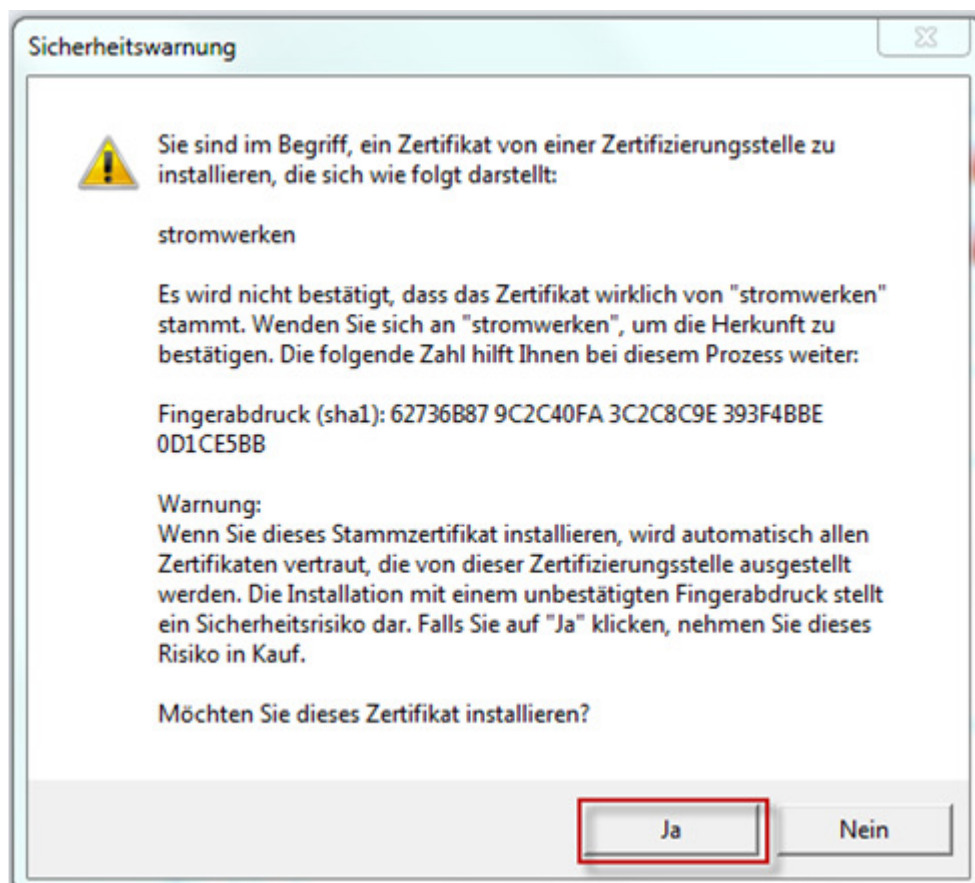 Sicherheitswarnung
Sie sind im Begriff, ein Zertifikat von einer Zertifizierungsstelle zu
installieren, die sich wie folgt darstellt:
stromwerken
Es wird nicht bestätigt, dass das Zertifikat wirklich von "stromwerken"
stammt. Wenden Sie sich an "stromwerken", um die Herkunft zu
bestätigen. Die folgende Zahl hilft Ihnen bei diesem Prozess weiter:
Fingerabdruck (sha1): 62736B87 9C2C40FA 3C2C8C9E 393F4BBE
0D1CE5BB
Warnung:
Wenn Sie dieses Stammzertifikat installieren, wird automatisch allen
Zertifikaten vertraut, die von dieser Zertifizierungsstelle ausgestellt
werden. Die Installation mit einem unbestätigten Fingerabdruck stellt
ein Sicherheitsrisiko dar. Falls Sie auf "Ja" klicken, nehmen Sie dieses
Risiko in Kauf.
Möchten Sie dieses Zertifikat installieren?
Ja
Nein